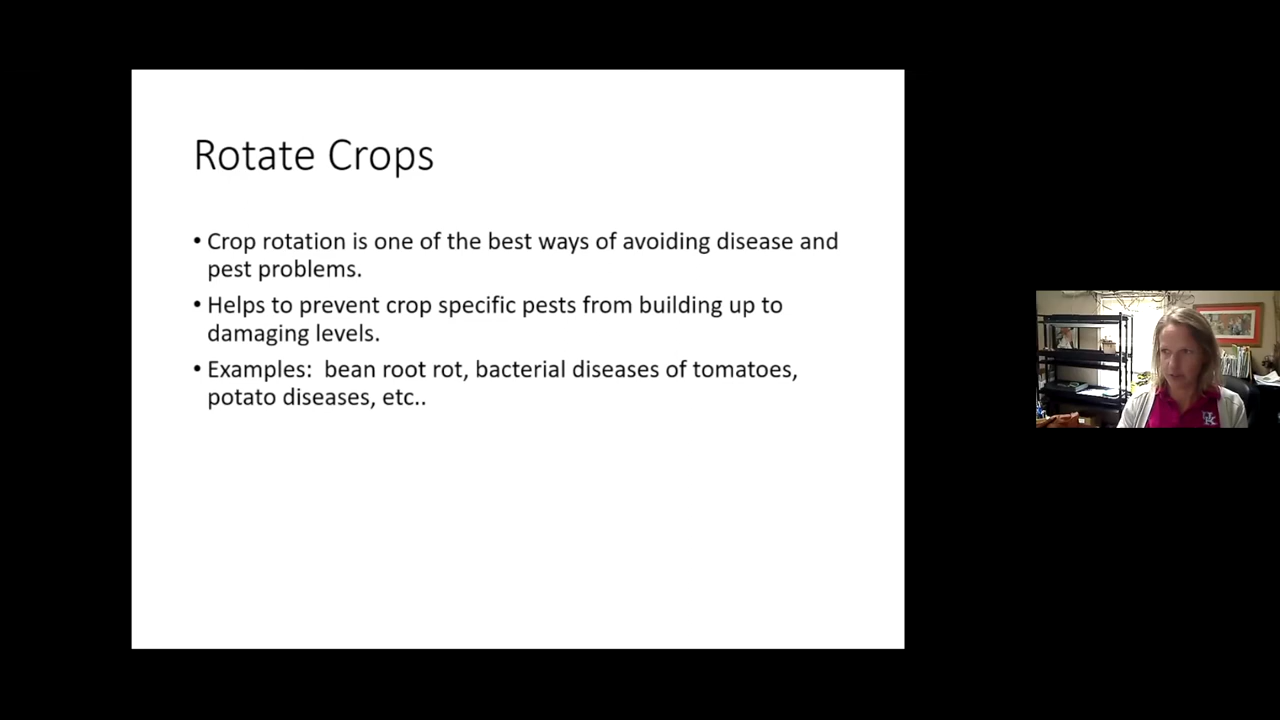 Rotate Crops
• Crop rotation is one of the best ways of avoiding disease and
pest problems.
• Helps to prevent crop specific pests from building up to
damaging levels.
• Examples:  bean root rot, bacterial diseases of tomatoes,
potato diseases, etc..
UK